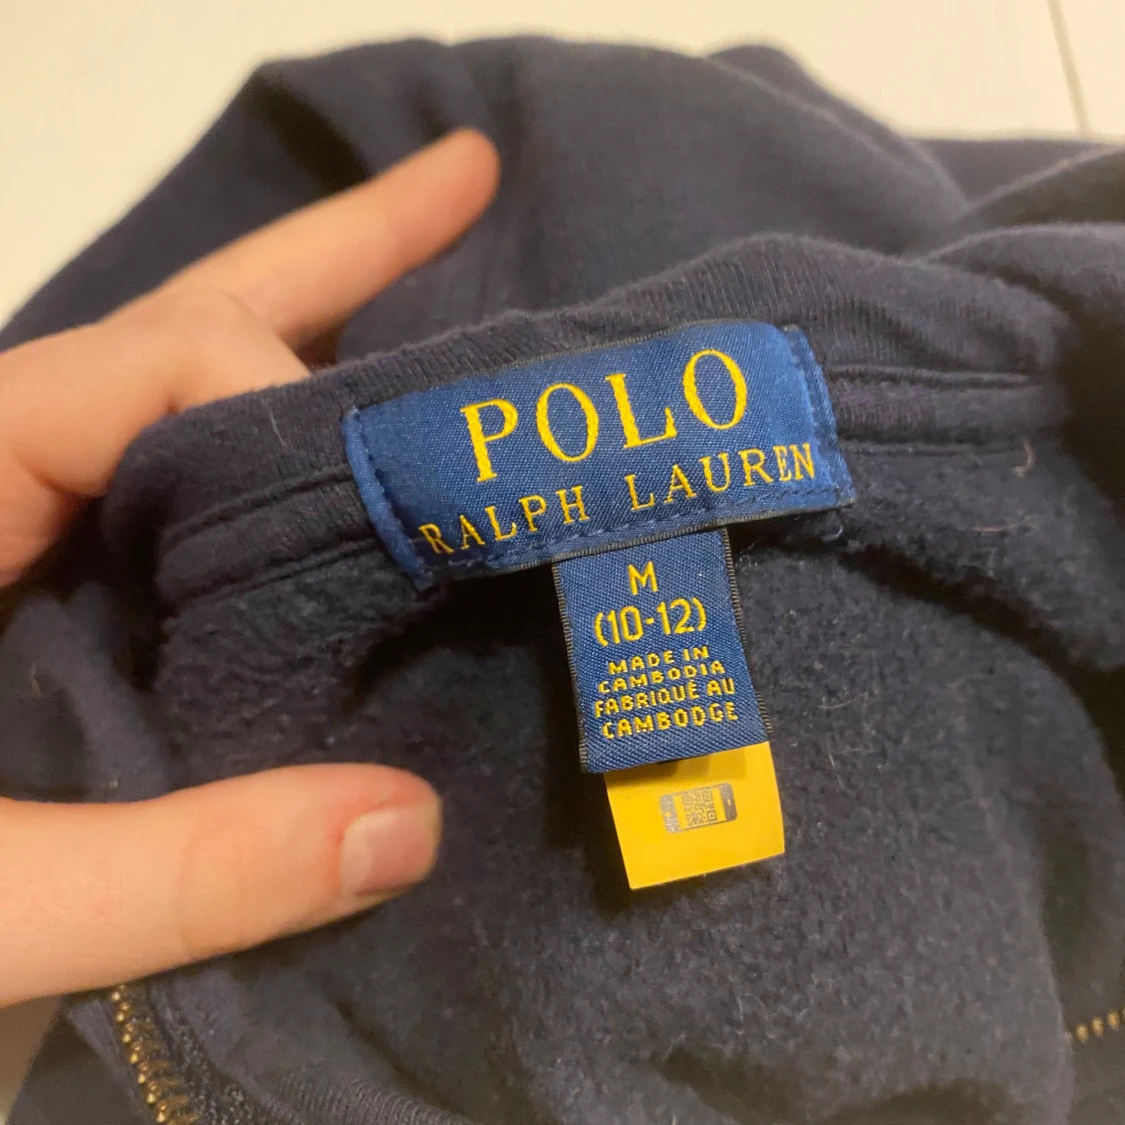 POLO
RALPH LAUREN
M
(10-12)
MADE IN
CAMBODIA
FABRIQUÉ AU
CAMBODGE